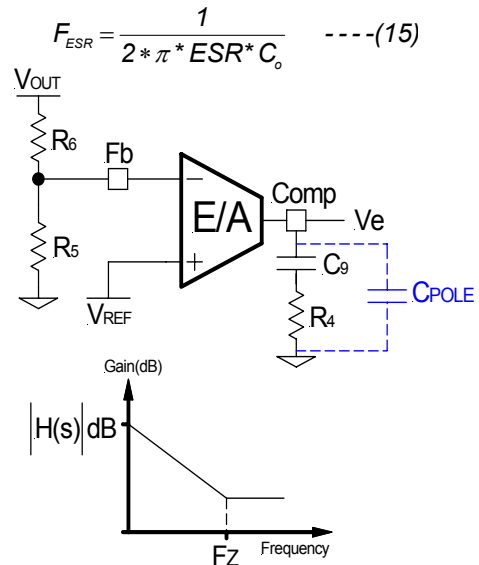 F_ESR = 1 / (2 * π * ESR * C_o) ----(15)
VOUT
R6
Fb
Comp
E/A
Ve
−
+
R5
C9
CPOLE
R4
VREF
Gain(dB)
|H(s)| dB
FZ
Frequency